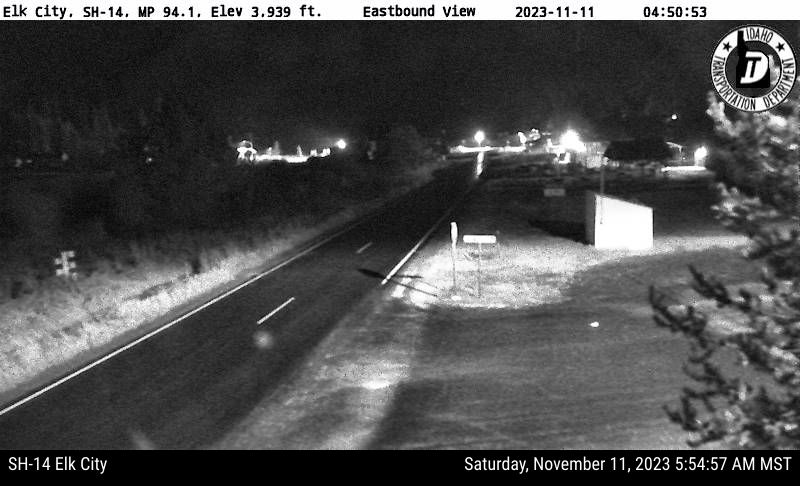 Elk City, SH-14, MP 94.1, Elev 3,939 ft. Eastbound View 2023-11-11 04:50:53
IDAHO
TRANSPORTATION DEPARTMENT
SH-14 Elk City Saturday, November 11, 2023 5:54:57 AM MST